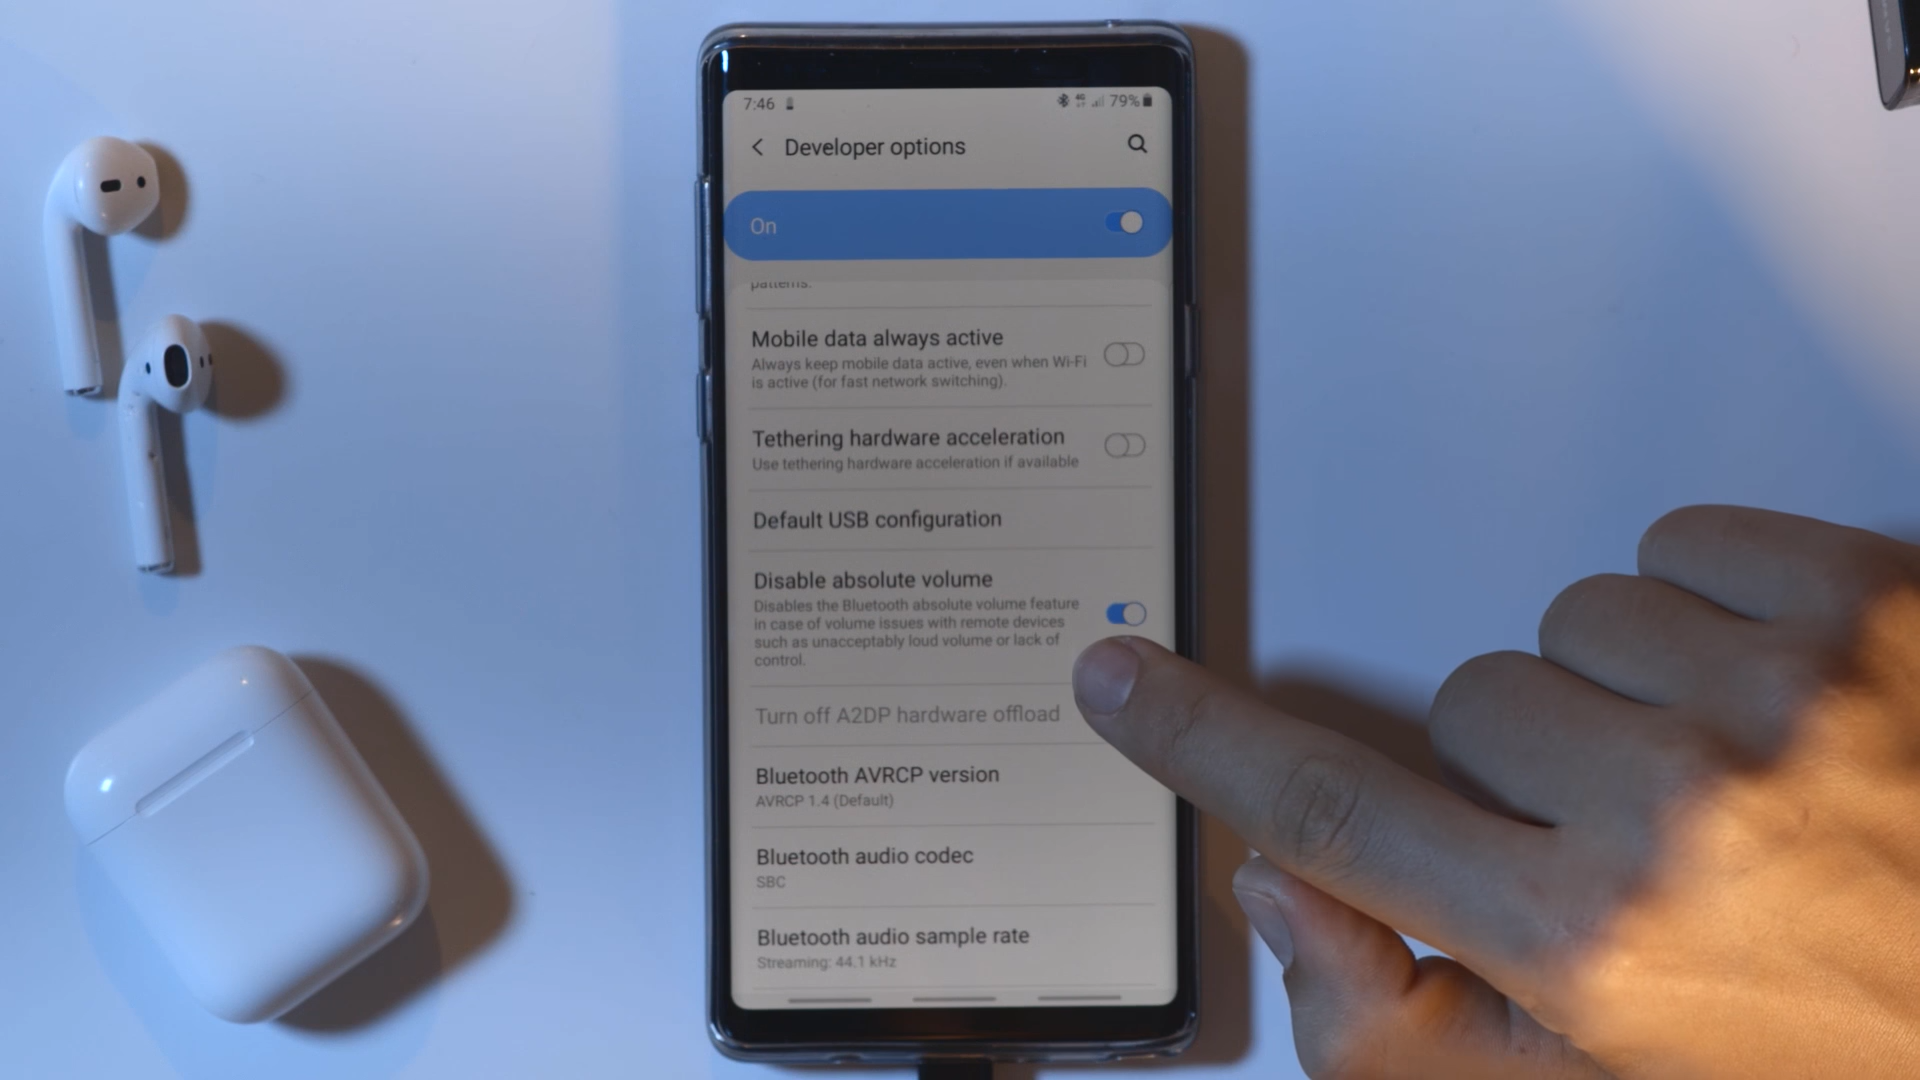 7:46 4G 79%
Developer options
On
patterns.
Mobile data always active
Always keep mobile data active, even when Wi-Fi
is active (for fast network switching).
Tethering hardware acceleration
Use tethering hardware acceleration if available
Default USB configuration
Disable absolute volume
Disables the Bluetooth absolute volume feature
in case of volume issues with remote devices
such as unacceptably loud volume or lack of
control.
Turn off A2DP hardware offload
Bluetooth AVRCP version
AVRCP 1.4 (Default)
Bluetooth audio codec
SBC
Bluetooth audio sample rate
Streaming: 44.1 kHz